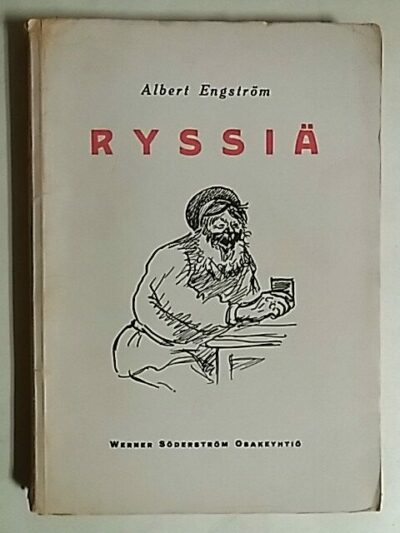 Albert Engström
RYSSIÄ
Werner Söderström Osakeyhtiö